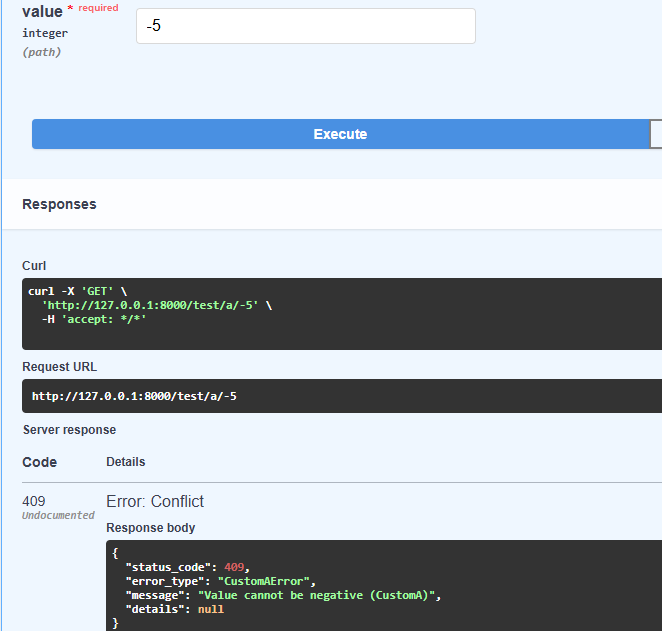 value * required
-5
integer
(path)
Execute
Responses
Curl
curl -X 'GET' \
  'http://127.0.0.1:8000/test/a/-5' \
  -H 'accept: */*'
Request URL
http://127.0.0.1:8000/test/a/-5
Server response
Code Details
409 Error: Conflict
Undocumented
Response body
{
  "status_code": 409,
  "error_type": "CustomAError",
  "message": "Value cannot be negative (CustomA)",
  "details": null
}